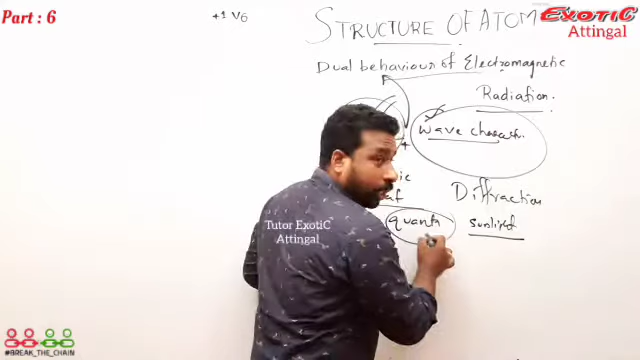 Part : 6
+1 V6
STRUCTURE OF ATOM
EXOTIC
Attingal
Dual behaviour of Electromagnetic
Radiation.
wave
Diffraction
quanta
Tutor ExotiC
Attingal
#BREAK_THE_CHAIN